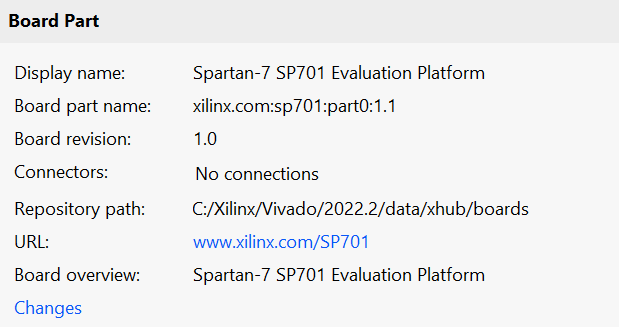 Board Part
Display name: Spartan-7 SP701 Evaluation Platform
Board part name: xilinx.com:sp701:part0:1.1
Board revision: 1.0
Connectors: No connections
Repository path: C:/Xilinx/Vivado/2022.2/data/xhub/boards
URL: www.xilinx.com/SP701
Board overview: Spartan-7 SP701 Evaluation Platform
Changes